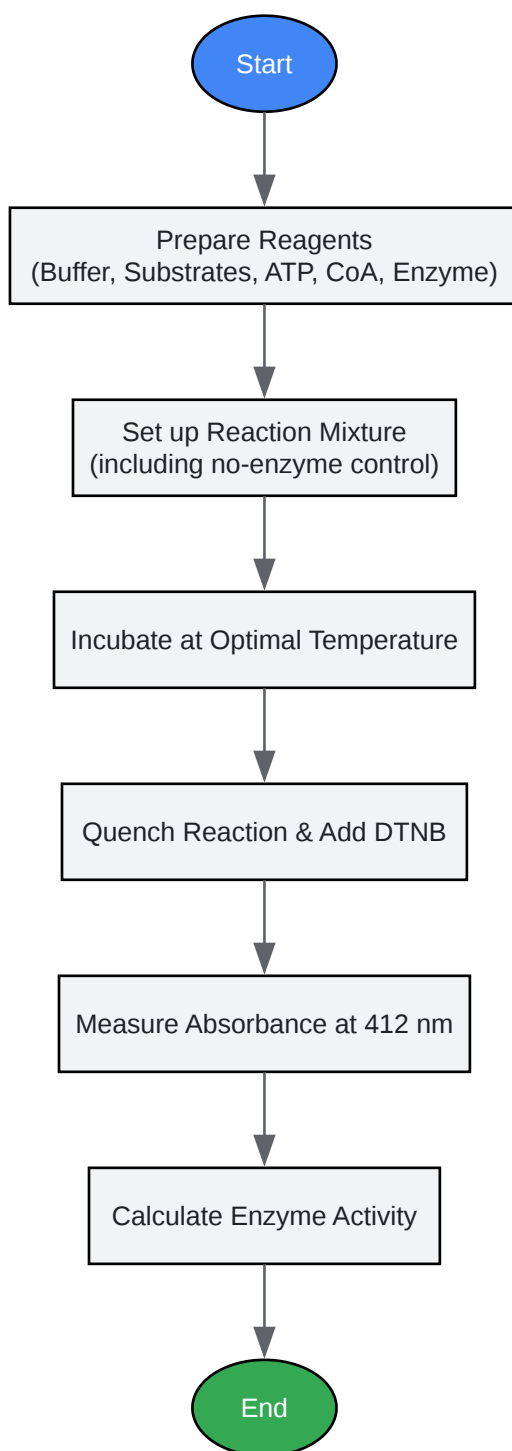 Start
Prepare Reagents
(Buffer, Substrates, ATP, CoA, Enzyme)
Set up Reaction Mixture
(including no-enzyme control)
Incubate at Optimal Temperature
Quench Reaction & Add DTNB
Measure Absorbance at 412 nm
Calculate Enzyme Activity
End